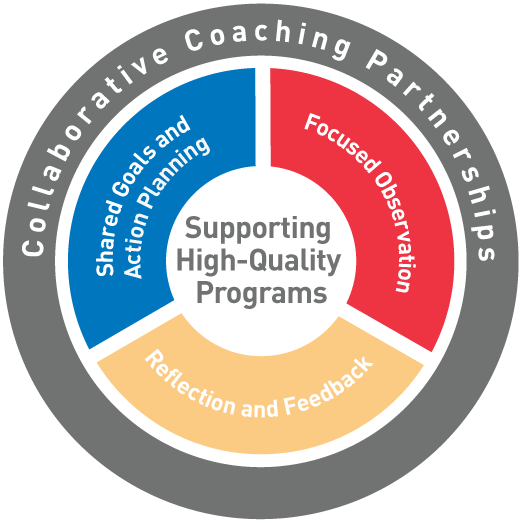 Collaborative Coaching Partnerships
Shared Goals and
Action Planning
Focused Observation
Supporting
High-Quality
Programs
Reflection and Feedback